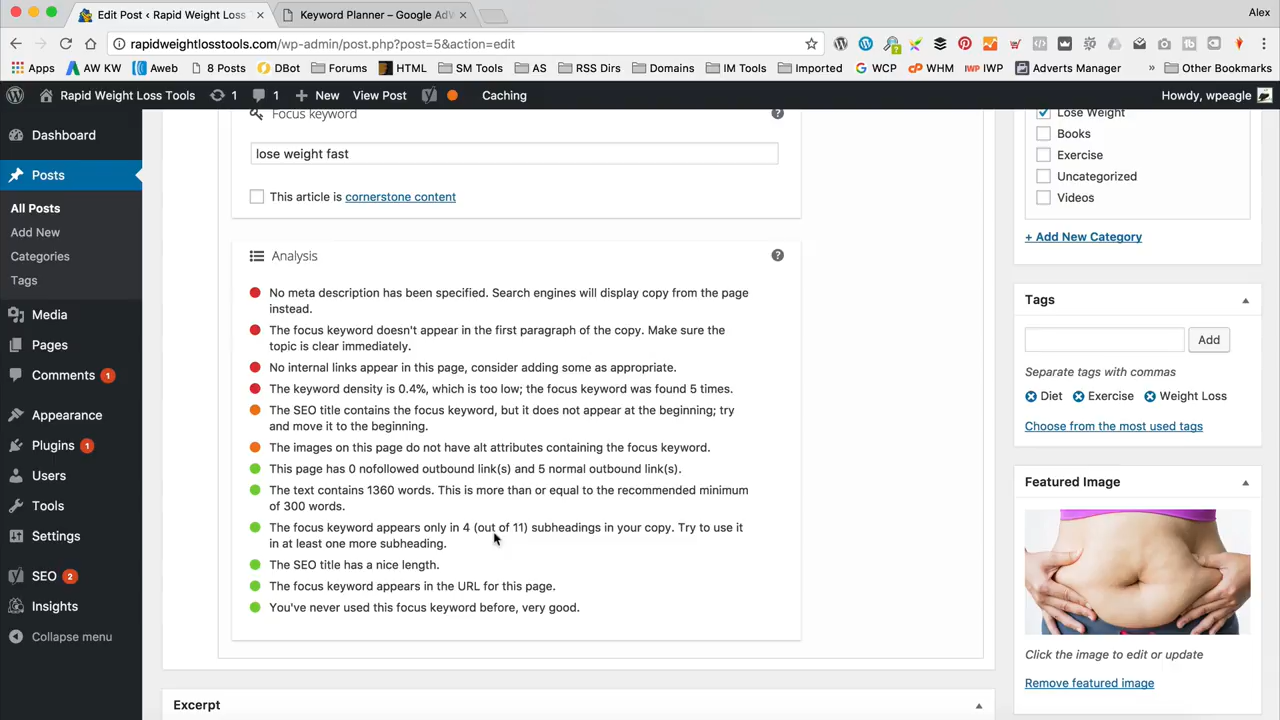 Edit Post ‹ Rapid Weight Loss
Keyword Planner – Google AdW
Alex
rapidweightlosstools.com/wp-admin/post.php?post=5&action=edit
Apps AW KW Aweb 8 Posts DBot Forums HTML SM Tools AS RSS Dirs Domains IM Tools Imported WCP WHM IWP IWP Adverts Manager » Other Bookmarks
Rapid Weight Loss Tools 1 1 New View Post Caching Howdy, wpeagle
Dashboard
Posts
All Posts
Add New
Categories
Tags
Media
Pages
Comments 1
Appearance
Plugins 1
Users
Tools
Settings
SEO 2
Insights
Collapse menu
Focus keyword
lose weight fast
This article is cornerstone content
Analysis
No meta description has been specified. Search engines will display copy from the page
instead.
The focus keyword doesn't appear in the first paragraph of the copy. Make sure the
topic is clear immediately.
No internal links appear in this page, consider adding some as appropriate.
The keyword density is 0.4%, which is too low; the focus keyword was found 5 times.
The SEO title contains the focus keyword, but it does not appear at the beginning; try
and move it to the beginning.
The images on this page do not have alt attributes containing the focus keyword.
This page has 0 nofollowed outbound link(s) and 5 normal outbound link(s).
The text contains 1360 words. This is more than or equal to the recommended minimum
of 300 words.
The focus keyword appears only in 4 (out of 11) subheadings in your copy. Try to use it
in at least one more subheading.
The SEO title has a nice length.
The focus keyword appears in the URL for this page.
You've never used this focus keyword before, very good.
Excerpt
Lose Weight
Books
Exercise
Uncategorized
Videos
+ Add New Category
Tags
Add
Separate tags with commas
Diet Exercise Weight Loss
Choose from the most used tags
Featured Image
Click the image to edit or update
Remove featured image